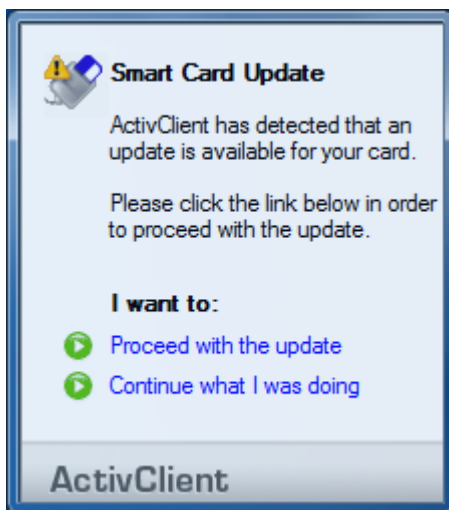 Smart Card Update
ActivClient has detected that an
update is available for your card.
Please click the link below in order
to proceed with the update.
I want to:
Proceed with the update
Continue what I was doing
ActivClient